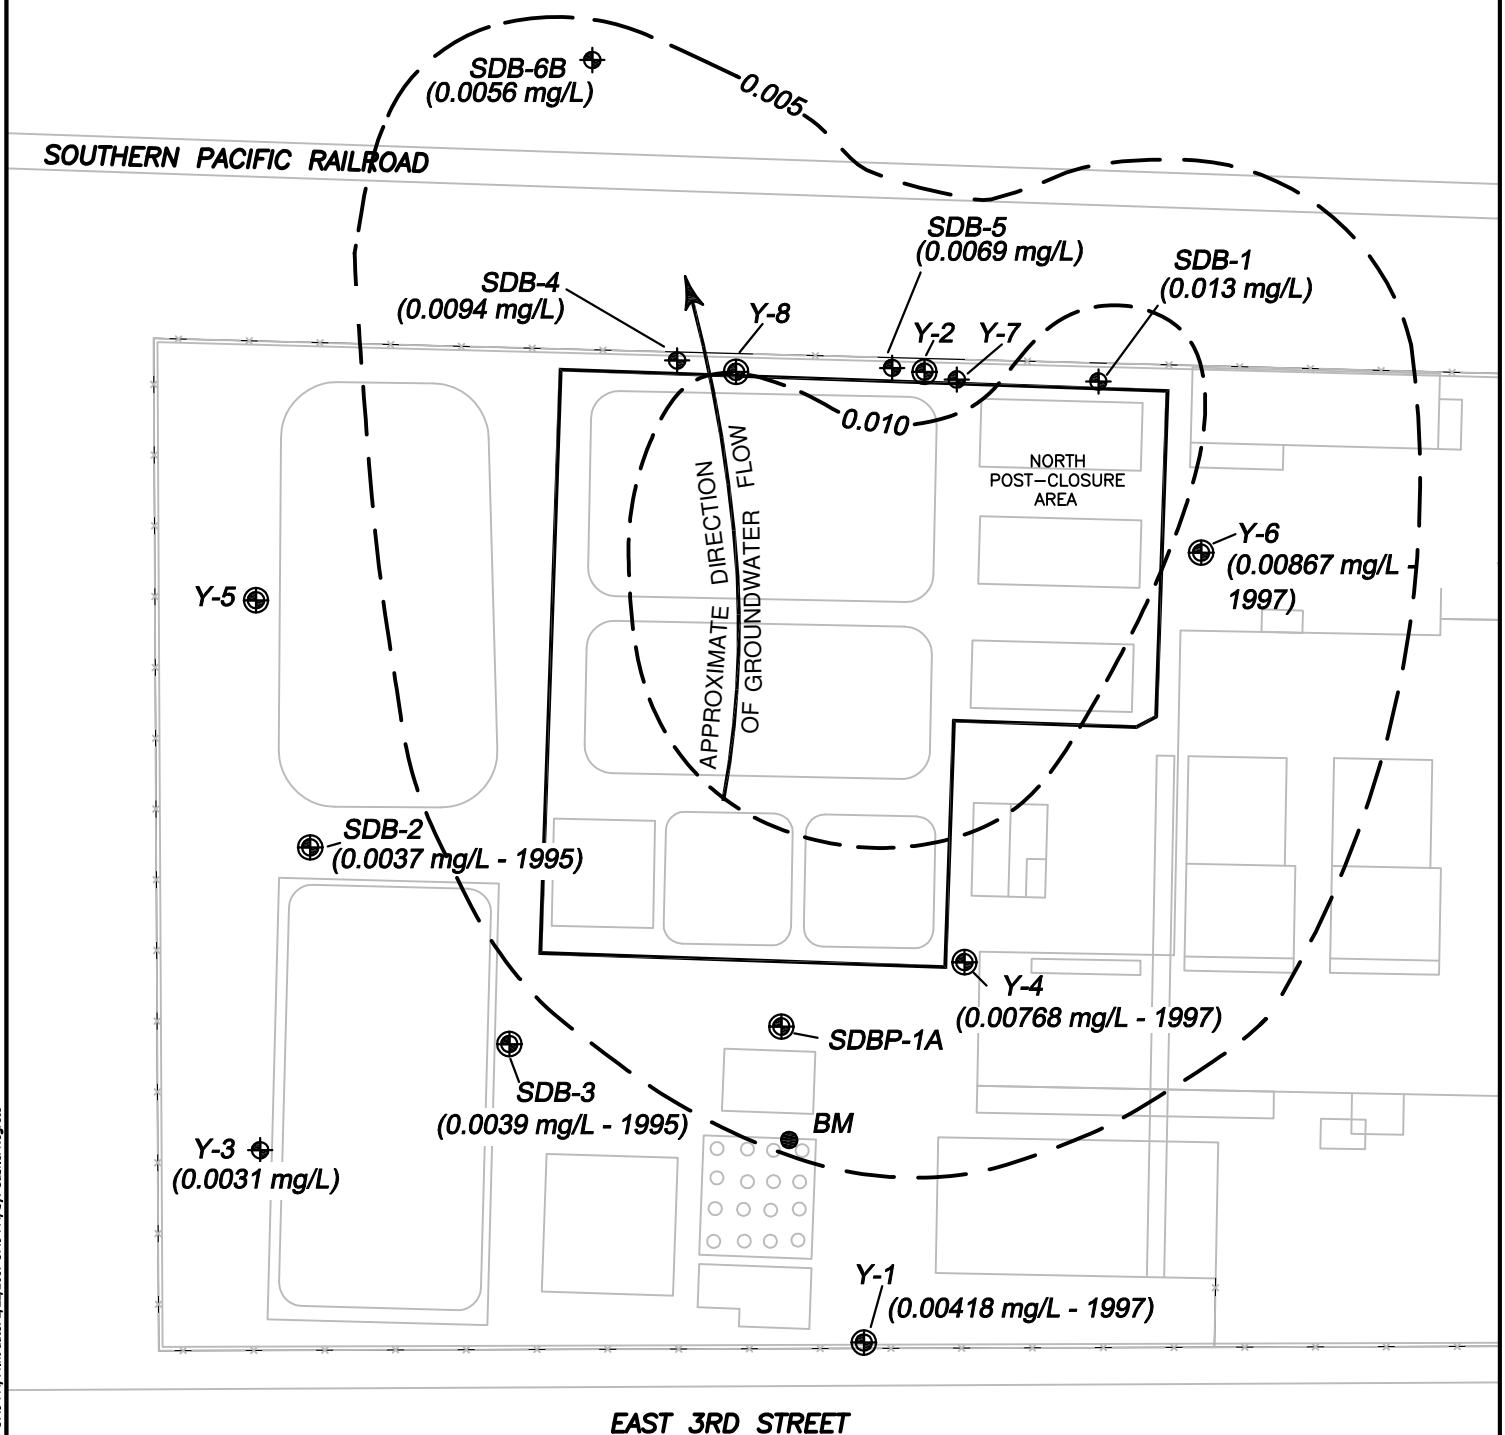 SDB-6B
(0.0056 mg/L)
0.005
SOUTHERN PACIFIC RAILROAD
SDB-5
(0.0069 mg/L)
SDB-1
(0.013 mg/L)
SDB-4
(0.0094 mg/L)
Y-8
Y-2
Y-7
0.010
NORTH
POST-CLOSURE
AREA
APPROXIMATE DIRECTION
OF GROUNDWATER FLOW
Y-6
(0.00867 mg/L -
1997)
Y-5
SDB-2
(0.0037 mg/L - 1995)
Y-4
(0.00768 mg/L - 1997)
SDBP-1A
SDB-3
(0.0039 mg/L - 1995)
BM
Y-3
(0.0031 mg/L)
Y-1
(0.00418 mg/L - 1997)
EAST 3RD STREET